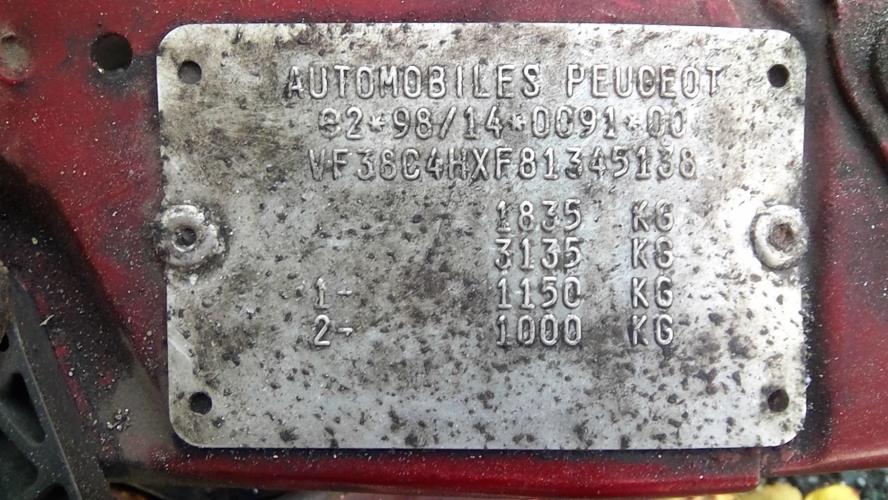 AUTOMOBILES PEUGEOT
e2*98/14*0091*00
VF38C4HXF81345138
1835 KG
3135 KG
1- 1150 KG
2- 1000 KG